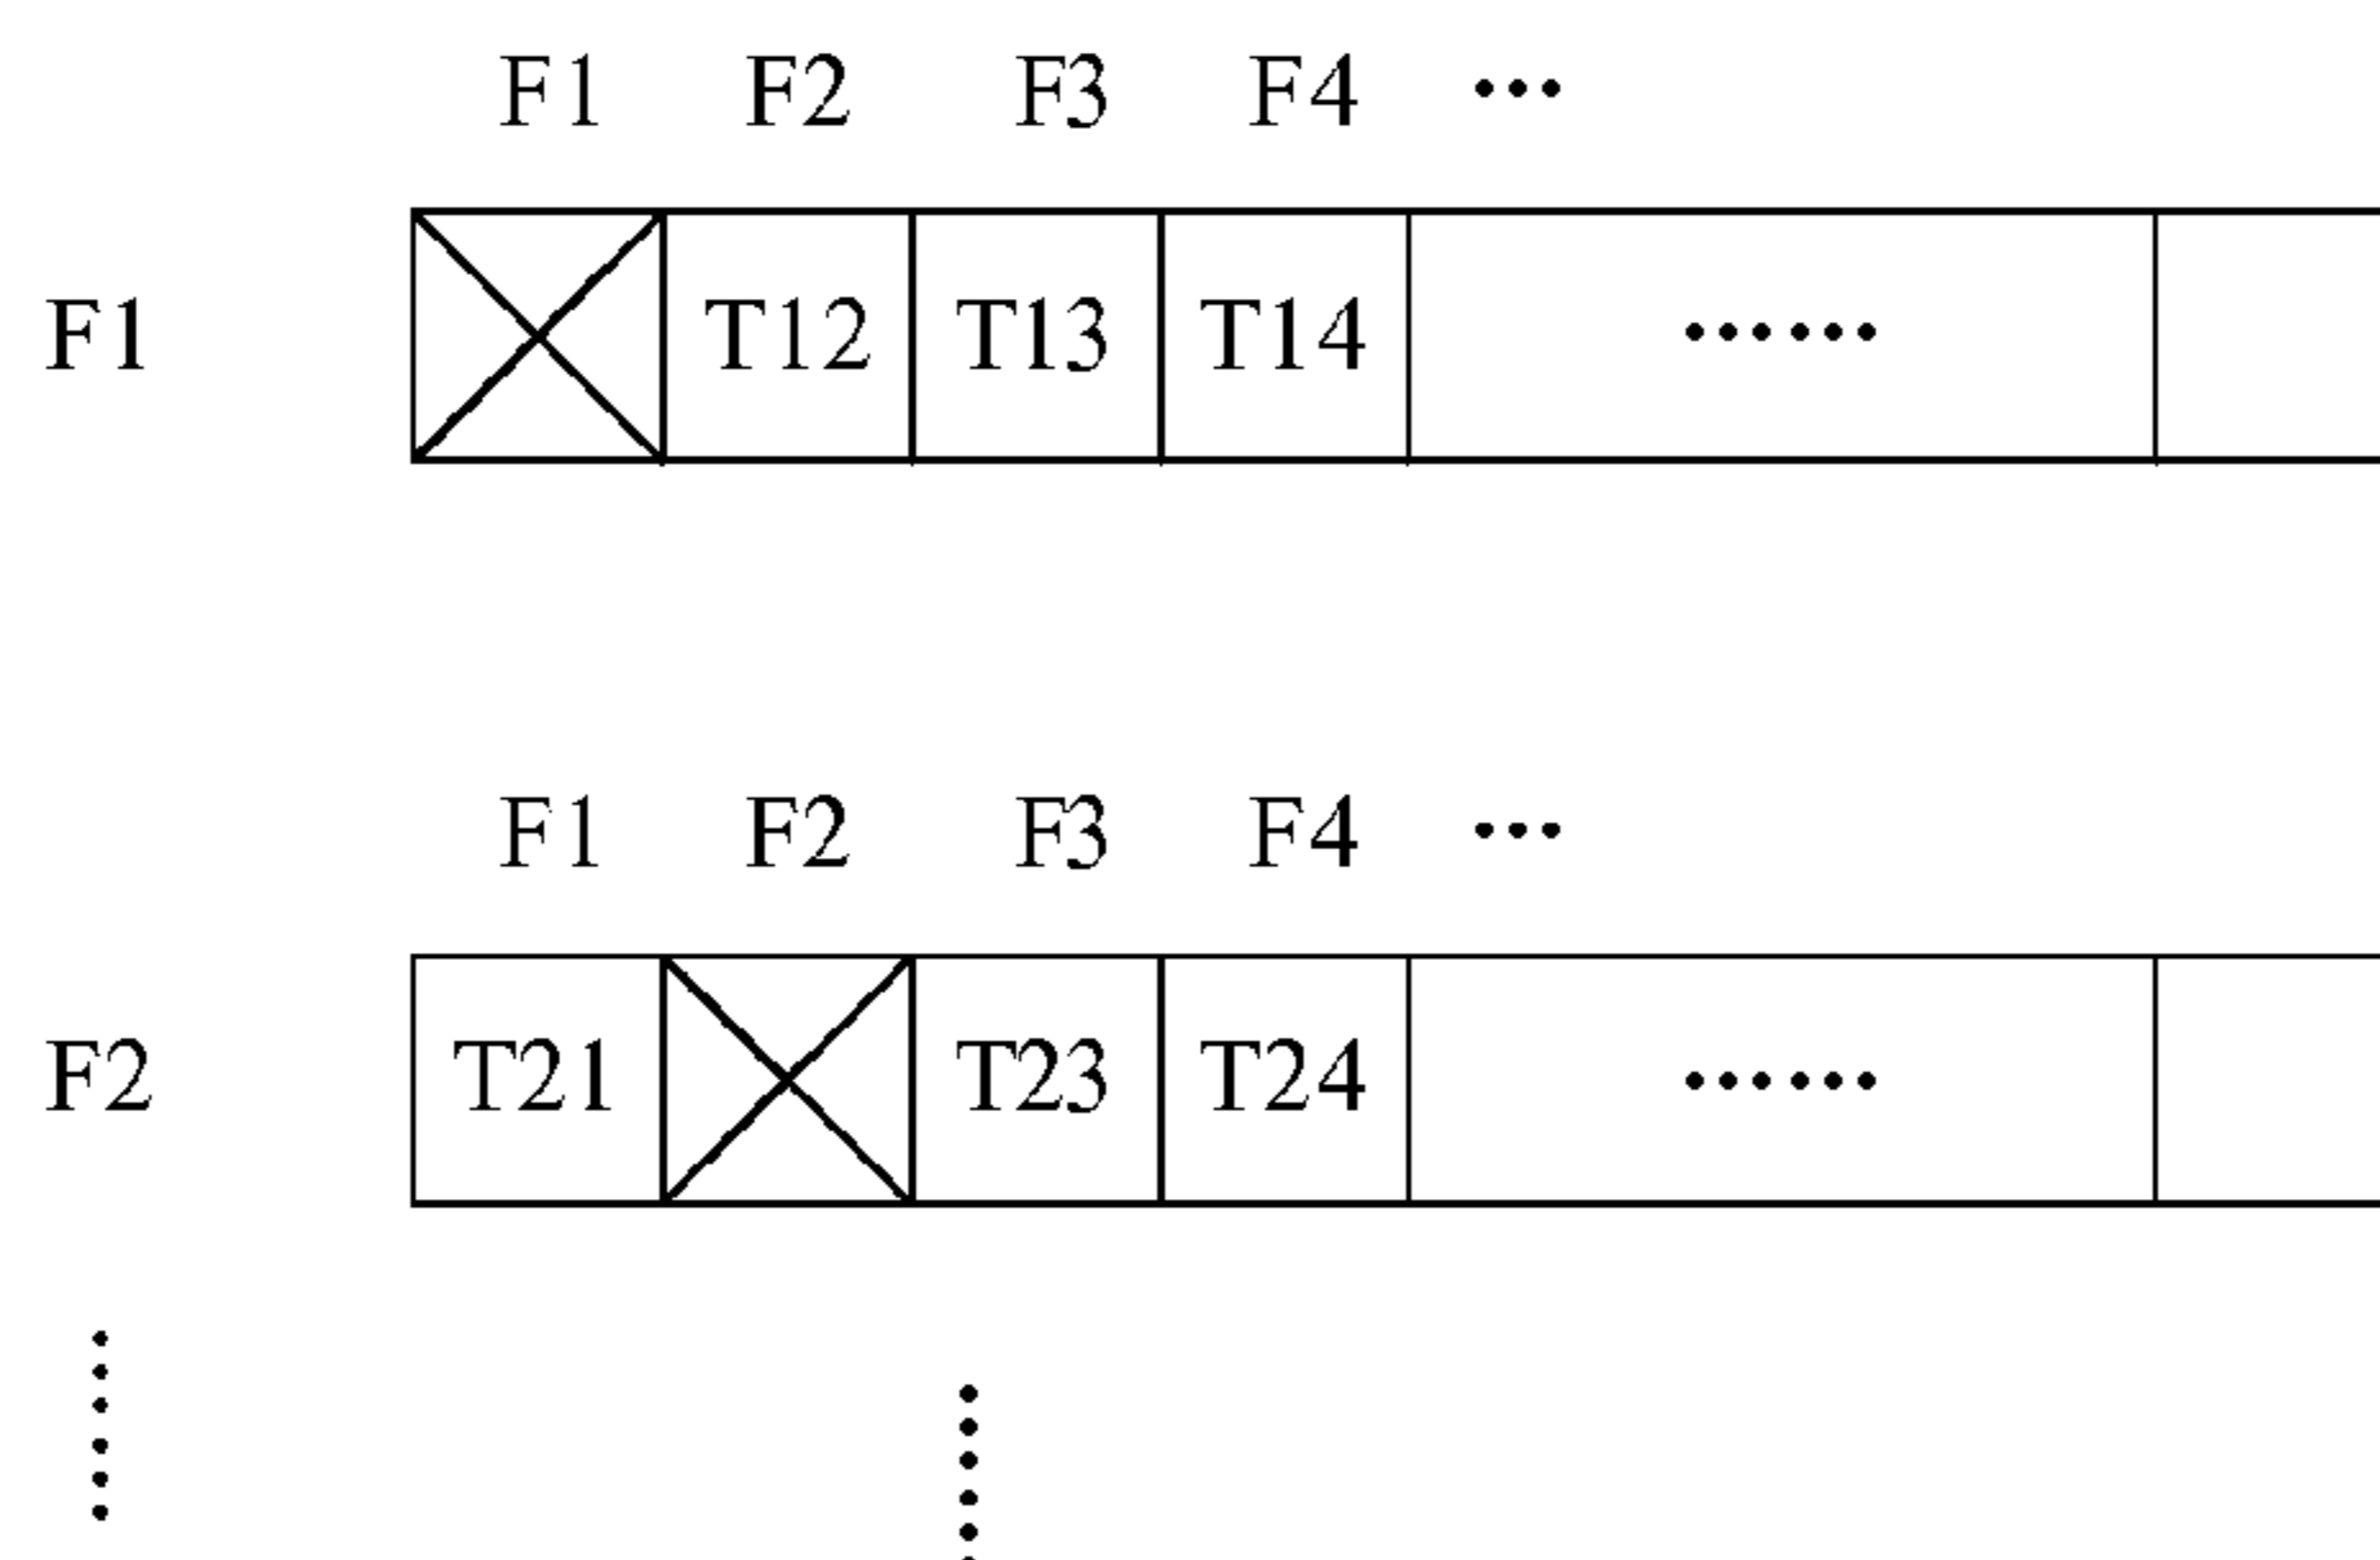 F1 F2 F3 F4 •••
F1 T12 T13 T14 ••••••
F1 F2 F3 F4 •••
F2 T21 T23 T24 ••••••